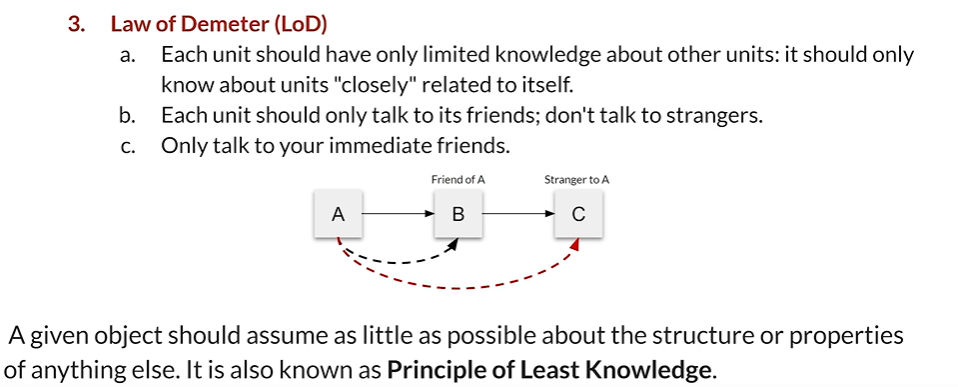 3. Law of Demeter (LoD)
a. Each unit should have only limited knowledge about other units: it should only
know about units "closely" related to itself.
b. Each unit should only talk to its friends; don't talk to strangers.
c. Only talk to your immediate friends.
Friend of A Stranger to A
A B C
A given object should assume as little as possible about the structure or properties
of anything else. It is also known as Principle of Least Knowledge.